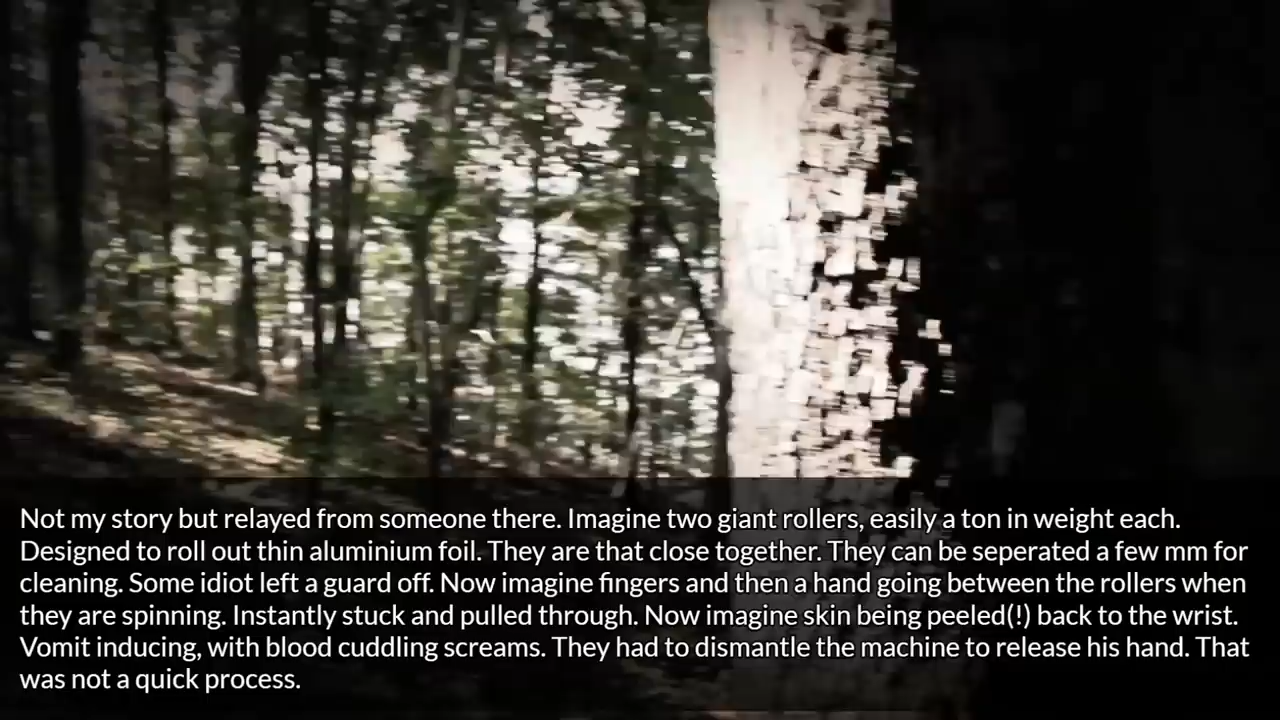 Not my story but relayed from someone there. Imagine two giant rollers, easily a ton in weight each.
Designed to roll out thin aluminium foil. They are that close together. They can be seperated a few mm for
cleaning. Some idiot left a guard off. Now imagine fingers and then a hand going between the rollers when
they are spinning. Instantly stuck and pulled through. Now imagine skin being peeled(!) back to the wrist.
Vomit inducing, with blood cuddling screams. They had to dismantle the machine to release his hand. That
was not a quick process.